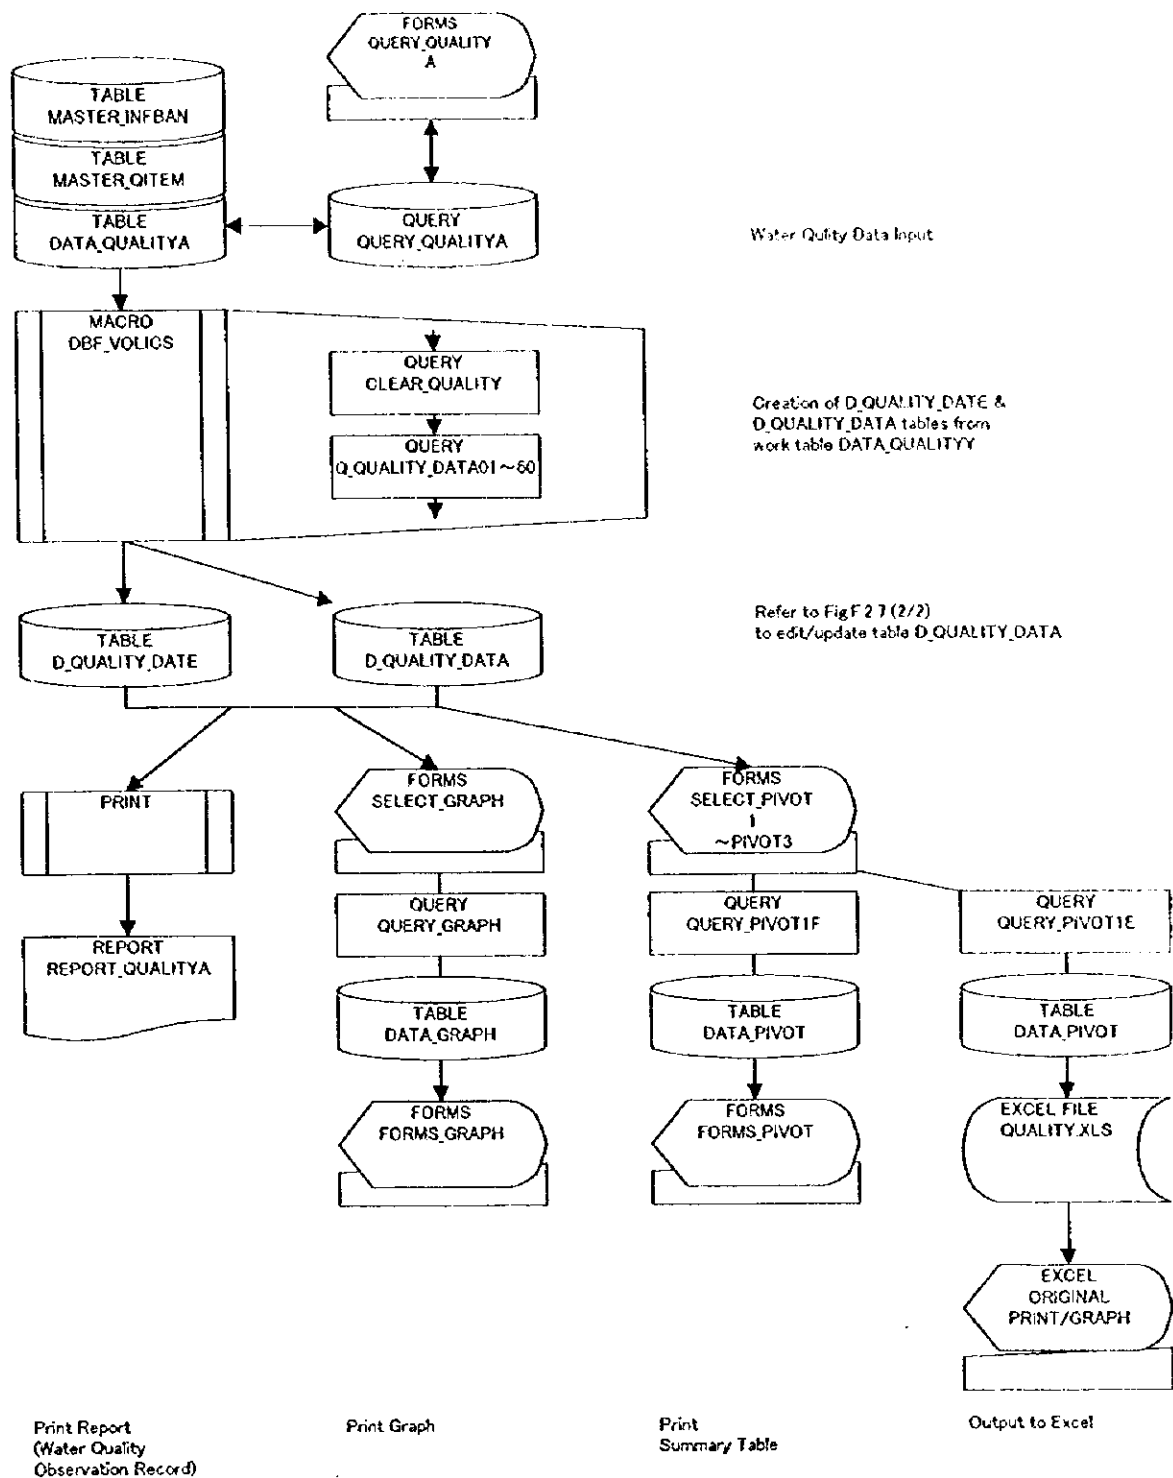 FORMS
QUERY_QUALITY
A
TABLE
MASTER_INFBAN
TABLE
MASTER_QITEM
TABLE
DATA_QUALITYA
QUERY
QUERY_QUALITYA
Water Qulity Data Input
MACRO
DBF_VOLICS
QUERY
CLEAR_QUALITY
QUERY
Q_QUALITY_DATA01~60
Creation of D_QUALITY_DATE &
D_QUALITY_DATA tables from
work table DATA_QUALITYY
TABLE
D_QUALITY_DATE
TABLE
D_QUALITY_DATA
Refer to Fig F 2 7 (2/2)
to edit/update table D_QUALITY_DATA
PRINT
FORMS
SELECT_GRAPH
FORMS
SELECT_PIVOT
1
~PIVOT3
REPORT
REPORT_QUALITYA
QUERY
QUERY_GRAPH
QUERY
QUERY_PIVOT1F
QUERY
QUERY_PIVOT1E
TABLE
DATA_GRAPH
TABLE
DATA_PIVOT
TABLE
DATA_PIVOT
FORMS
FORMS_GRAPH
FORMS
FORMS_PIVOT
EXCEL FILE
QUALITY.XLS
EXCEL
ORIGINAL
PRINT/GRAPH
Print Report
(Water Quality
Observation Record)
Print Graph
Print
Summary Table
Output to Excel